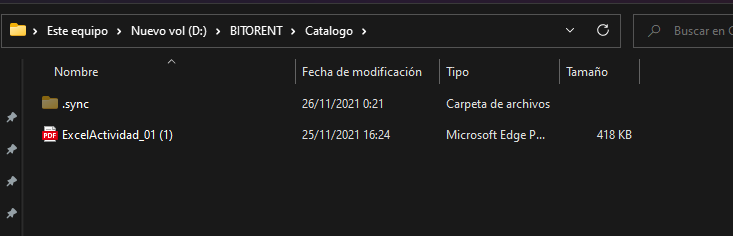 Este equipo > Nuevo vol (D:) > BITORENT > Catalogo >
Buscar en C
Nombre Fecha de modificación Tipo Tamaño
.sync 26/11/2021 0:21 Carpeta de archivos
PDF ExcelActividad_01 (1) 25/11/2021 16:24 Microsoft Edge P... 418 KB